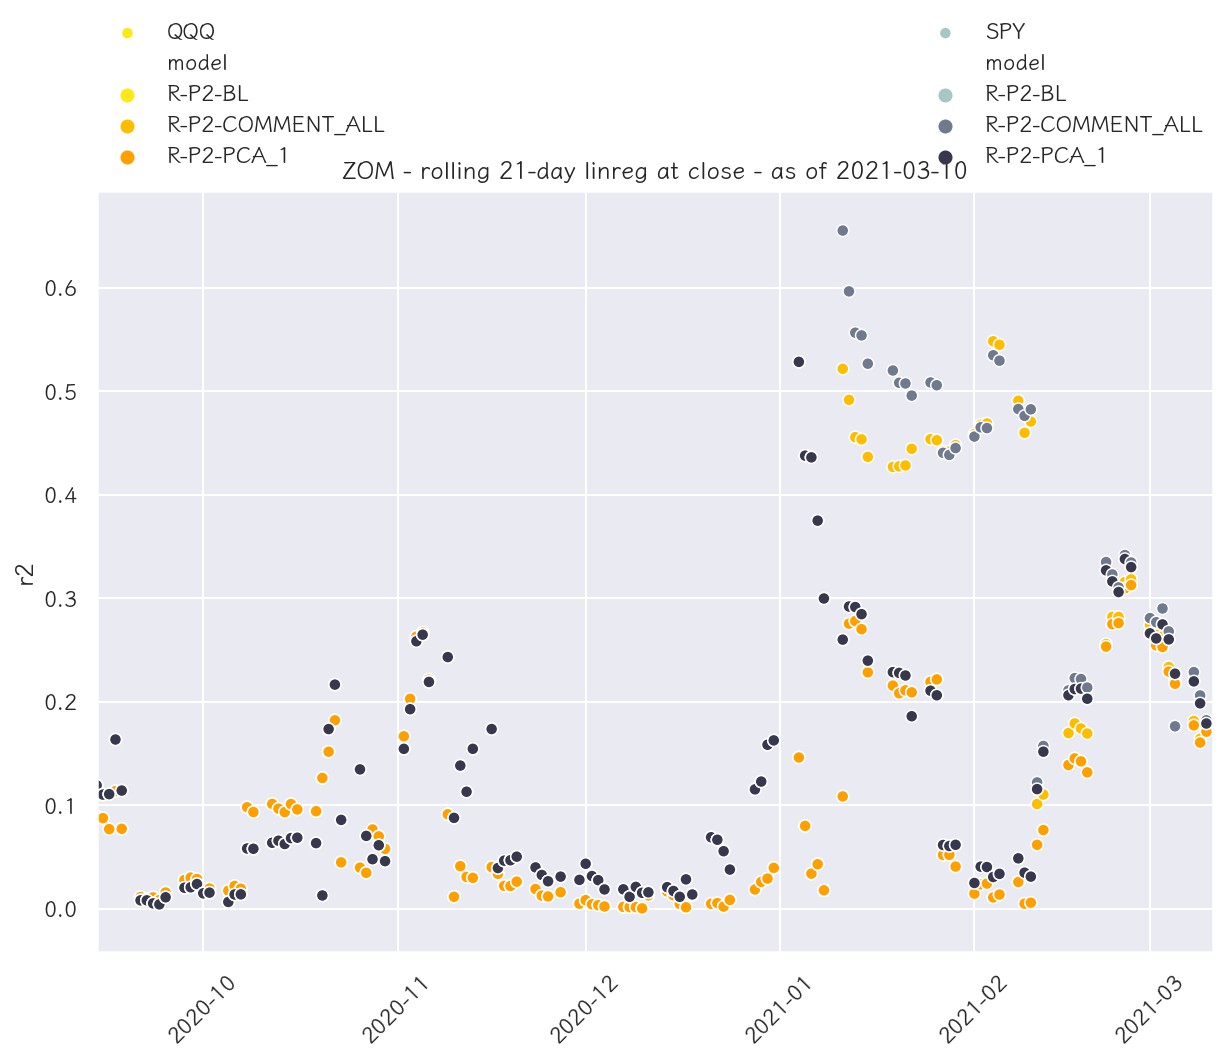 QQQ
model
R-P2-BL
R-P2-COMMENT_ALL
R-P2-PCA_1
SPY
model
R-P2-BL
R-P2-COMMENT_ALL
R-P2-PCA_1
ZOM - rolling 21-day linreg at close - as of 2021-03-10
r2
0.6
0.5
0.4
0.3
0.2
0.1
0.0
2020-10
2020-11
2020-12
2021-01
2021-02
2021-03